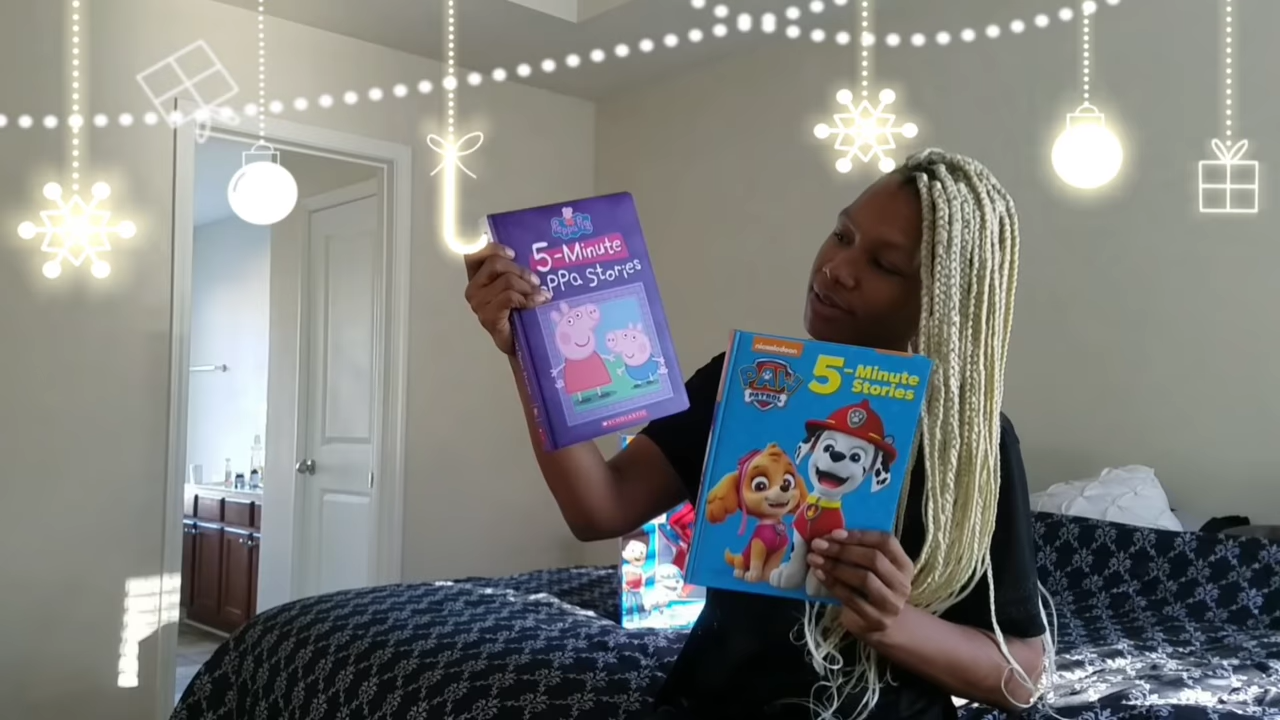 Peppa Pig
5-Minute
ppa Stories
SCHOLASTIC
nickelodeon
PAW
PATROL
5-Minute
Stories